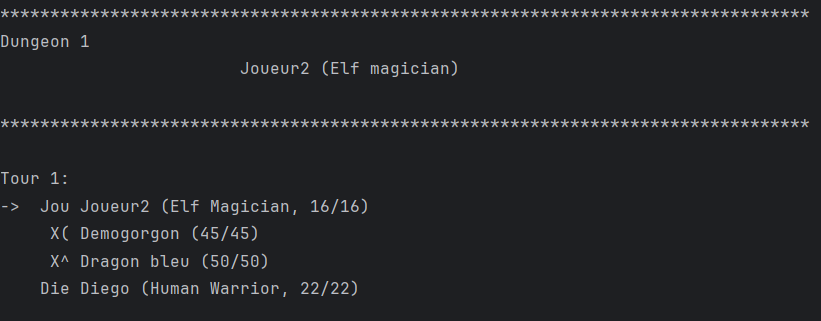 *********************************************************************************
Dungeon 1
Joueur2 (Elf magician)
*********************************************************************************
Tour 1:
->  Jou Joueur2 (Elf Magician, 16/16)
X( Demogorgon (45/45)
X^ Dragon bleu (50/50)
Die Diego (Human Warrior, 22/22)